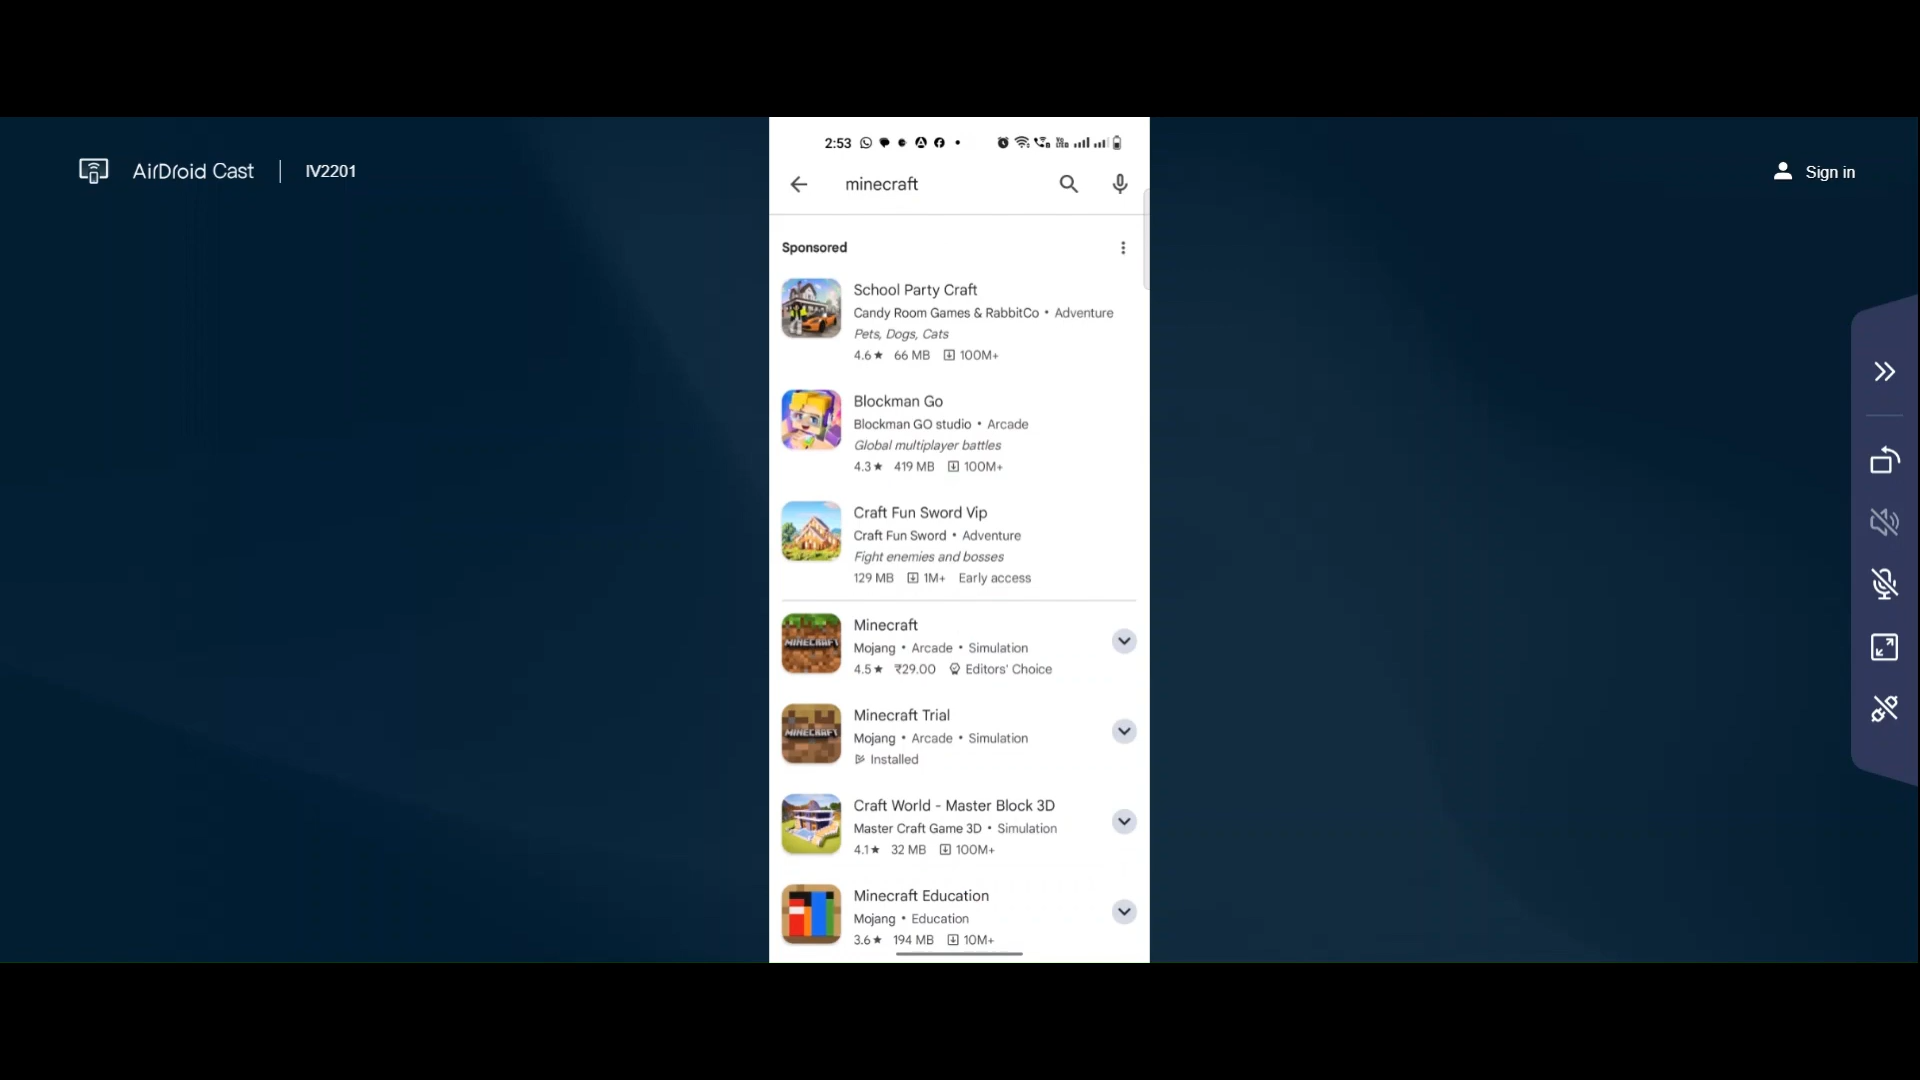 AirDroid Cast
IV2201
Sign in
2:53
minecraft
Sponsored
School Party Craft
Candy Room Games & RabbitCo • Adventure
Pets, Dogs, Cats
4.6★ 66 MB 100M+
Blockman Go
Blockman GO studio • Arcade
Global multiplayer battles
4.3★ 419 MB 100M+
Craft Fun Sword Vip
Craft Fun Sword • Adventure
Fight enemies and bosses
129 MB 1M+ Early access
MINECRAFT
Minecraft
Mojang • Arcade • Simulation
4.5★ ₹29.00 Editors' Choice
MINECRAFT
Minecraft Trial
Mojang • Arcade • Simulation
Installed
Craft World - Master Block 3D
Master Craft Game 3D • Simulation
4.1★ 32 MB 100M+
Minecraft Education
Mojang • Education
3.6★ 194 MB 10M+